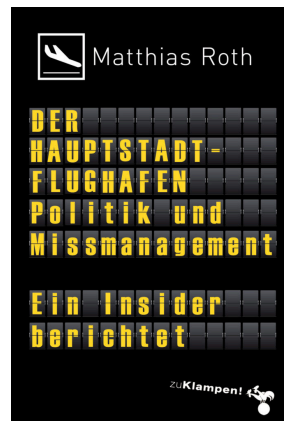 Matthias Roth
DER
HAUPTSTADT-
FLUGHAFEN
Politik und
Missmanagement
Ein Insider
berichtet
zuKlampen!